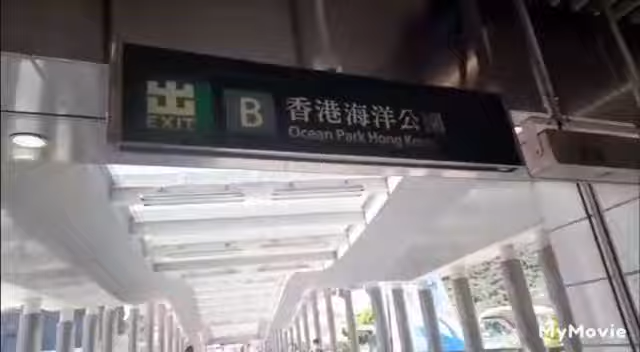 出 B 香港海洋公園
EXIT Ocean Park Hong Kong
MyMovie